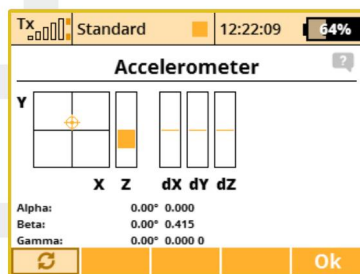 Tx Standard 12:22:09 64%
Accelerometer ?
Y
X Z dX dY dZ
Alpha: 0.00° 0.000
Beta: 0.00° 0.415
Gamma: 0.00° 0.000 0
Ok